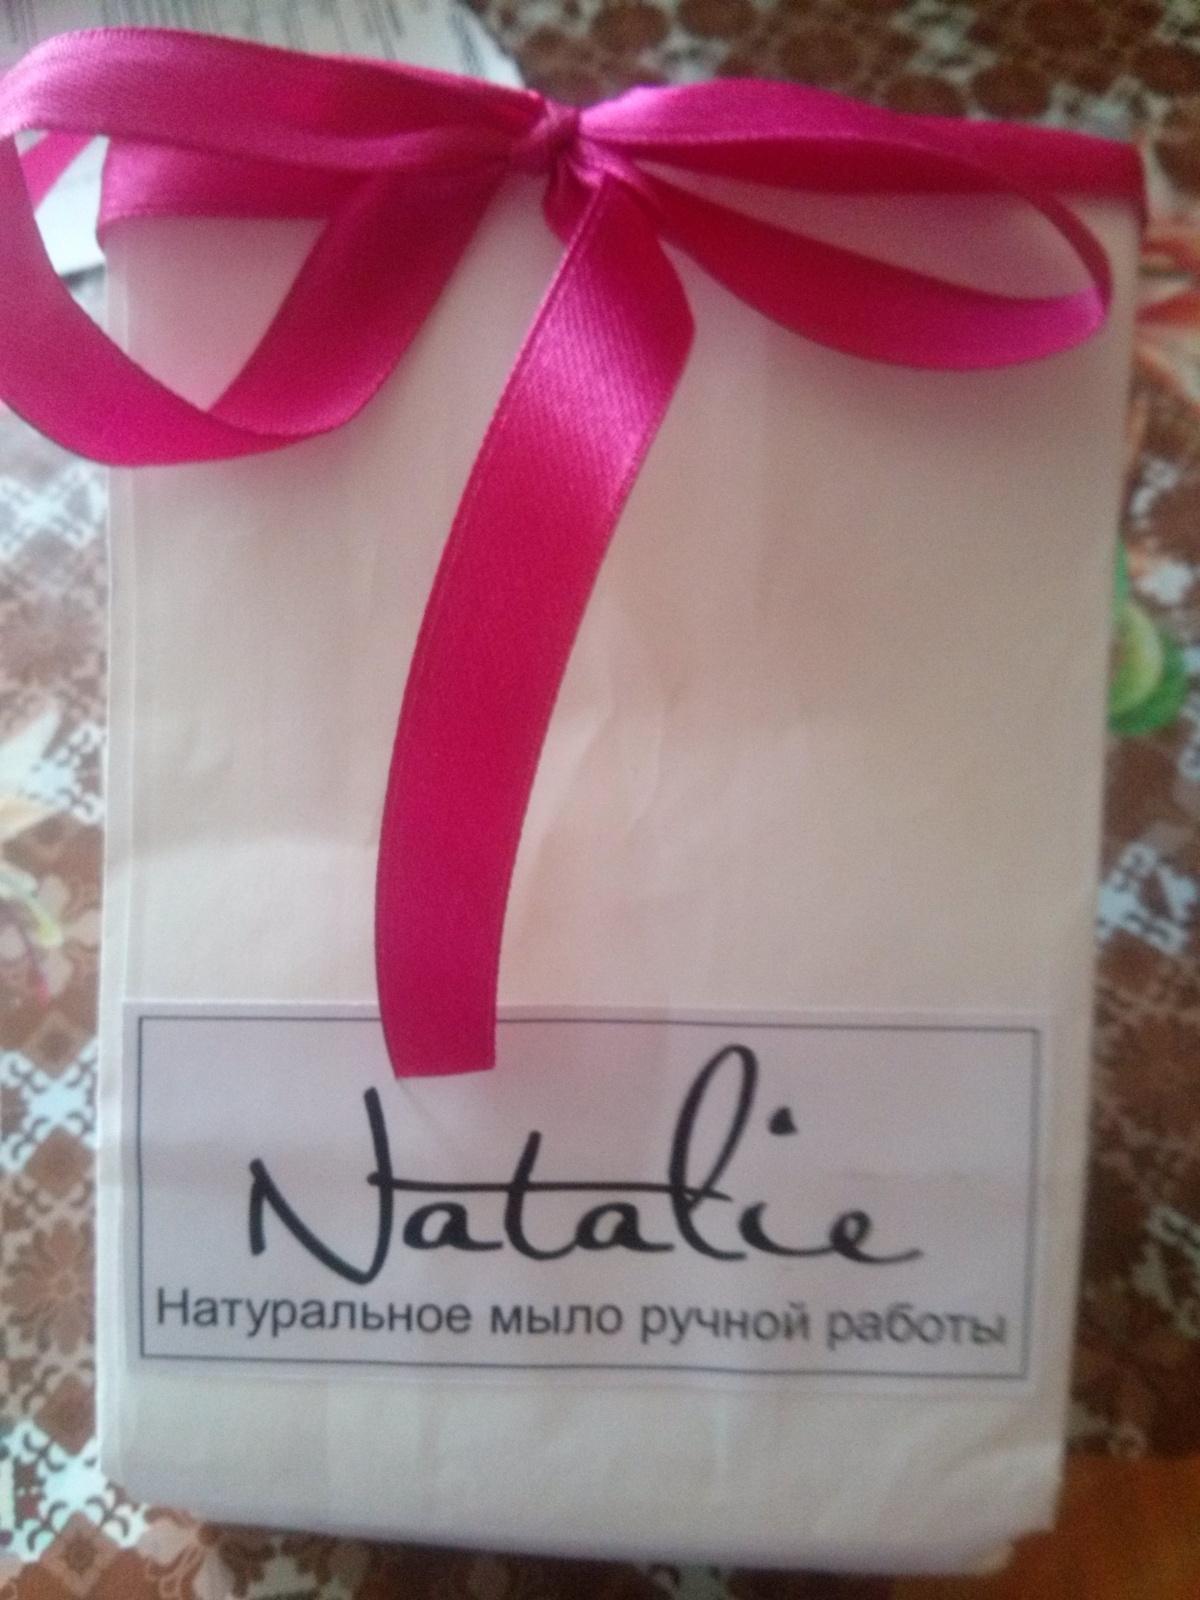 Natalie
Натуральное мыло ручной работы